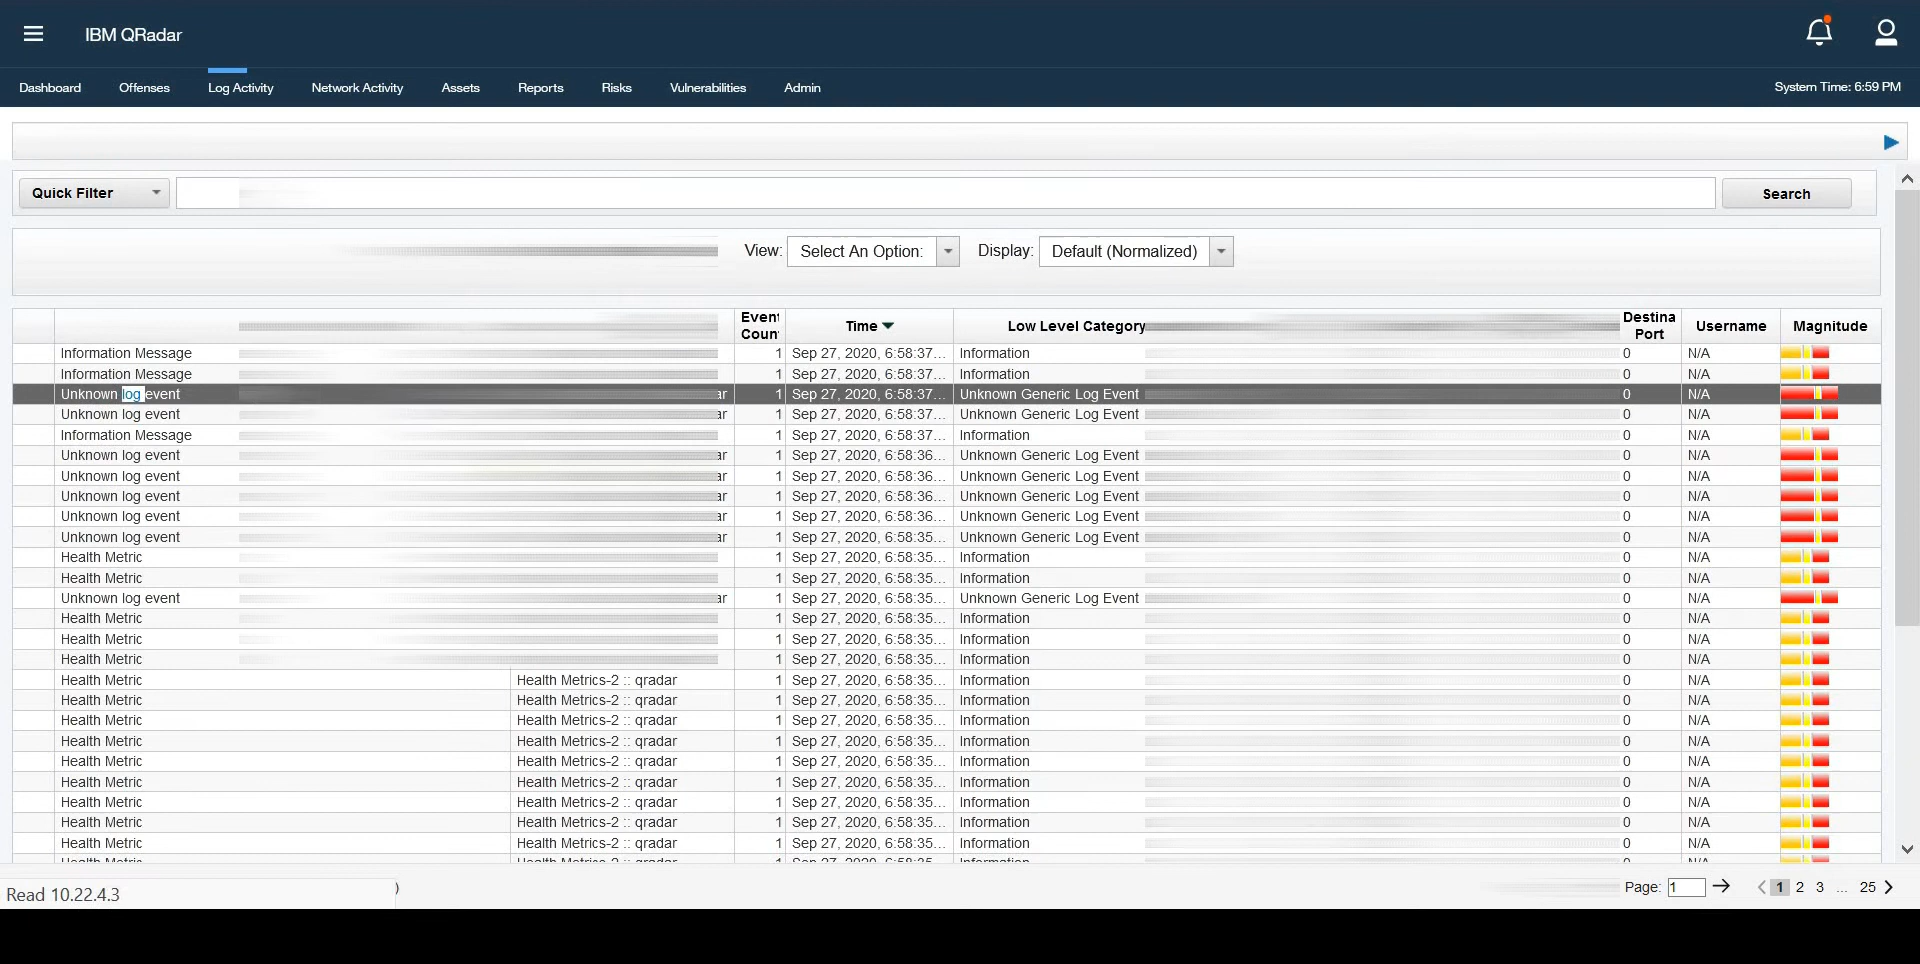 IBM QRadar
Dashboard Offenses Log Activity Network Activity Assets Reports Risks Vulnerabilities Admin System Time: 6:59 PM
Quick Filter Search
View: Select An Option: Display: Default (Normalized)
Event Count Time Low Level Category Destina Port Username Magnitude
Information Message 1 Sep 27, 2020, 6:58:37... Information 0 N/A
Information Message 1 Sep 27, 2020, 6:58:37... Information 0 N/A
Unknown log event ar 1 Sep 27, 2020, 6:58:37... Unknown Generic Log Event 0 N/A
Unknown log event ar 1 Sep 27, 2020, 6:58:37... Unknown Generic Log Event 0 N/A
Information Message 1 Sep 27, 2020, 6:58:37... Information 0 N/A
Unknown log event ar 1 Sep 27, 2020, 6:58:36... Unknown Generic Log Event 0 N/A
Unknown log event ar 1 Sep 27, 2020, 6:58:36... Unknown Generic Log Event 0 N/A
Unknown log event ar 1 Sep 27, 2020, 6:58:36... Unknown Generic Log Event 0 N/A
Unknown log event ar 1 Sep 27, 2020, 6:58:36... Unknown Generic Log Event 0 N/A
Unknown log event ar 1 Sep 27, 2020, 6:58:35... Unknown Generic Log Event 0 N/A
Health Metric 1 Sep 27, 2020, 6:58:35... Information 0 N/A
Health Metric 1 Sep 27, 2020, 6:58:35... Information 0 N/A
Unknown log event ar 1 Sep 27, 2020, 6:58:35... Unknown Generic Log Event 0 N/A
Health Metric 1 Sep 27, 2020, 6:58:35... Information 0 N/A
Health Metric 1 Sep 27, 2020, 6:58:35... Information 0 N/A
Health Metric 1 Sep 27, 2020, 6:58:35... Information 0 N/A
Health Metric Health Metrics-2 :: qradar 1 Sep 27, 2020, 6:58:35... Information 0 N/A
Health Metric Health Metrics-2 :: qradar 1 Sep 27, 2020, 6:58:35... Information 0 N/A
Health Metric Health Metrics-2 :: qradar 1 Sep 27, 2020, 6:58:35... Information 0 N/A
Health Metric Health Metrics-2 :: qradar 1 Sep 27, 2020, 6:58:35... Information 0 N/A
Health Metric Health Metrics-2 :: qradar 1 Sep 27, 2020, 6:58:35... Information 0 N/A
Health Metric Health Metrics-2 :: qradar 1 Sep 27, 2020, 6:58:35... Information 0 N/A
Health Metric Health Metrics-2 :: qradar 1 Sep 27, 2020, 6:58:35... Information 0 N/A
Health Metric Health Metrics-2 :: qradar 1 Sep 27, 2020, 6:58:35... Information 0 N/A
Health Metric Health Metrics-2 :: qradar 1 Sep 27, 2020, 6:58:35... Information 0 N/A
Read 10.22.4.3 ) Page: 1 1 2 3 ... 25